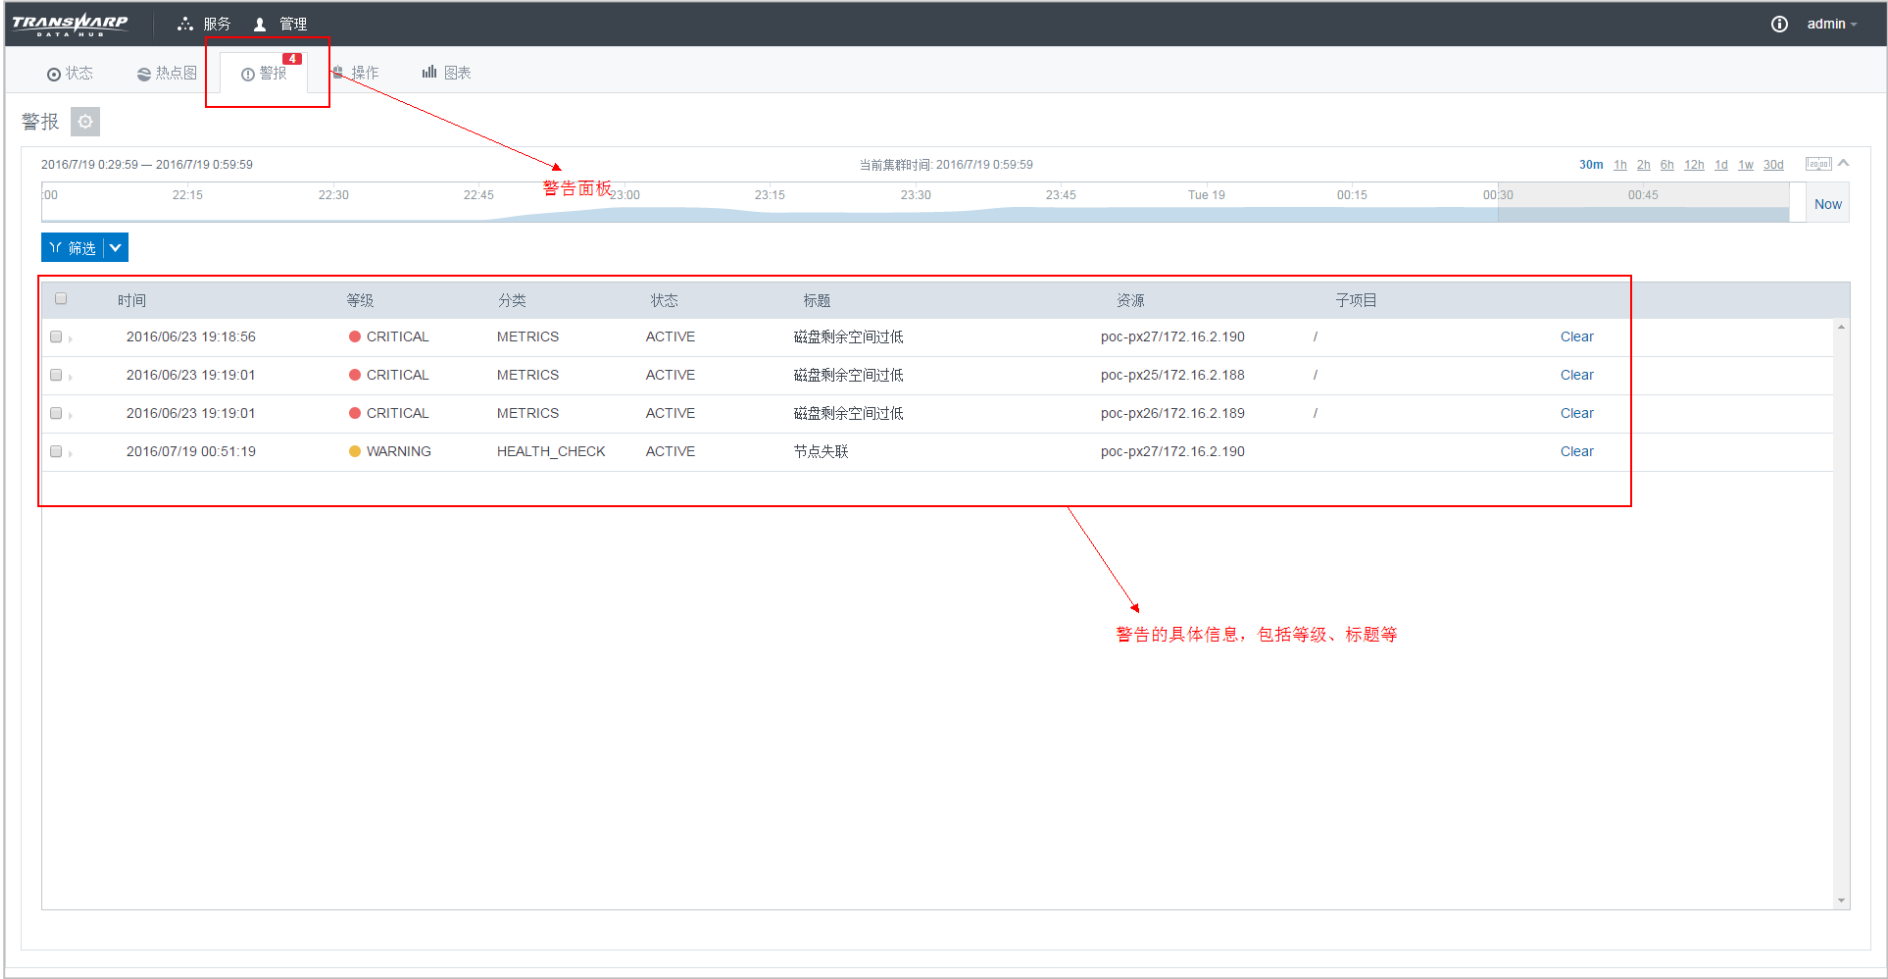 TRANSWARP 服务 管理 admin
DATA HUB
状态 热点图 警报 4 操作 图表
警报
2016/7/19 0:29:59 — 2016/7/19 0:59:59 当前集群时间: 2016/7/19 0:59:59 30m 1h 2h 6h 12h 1d 1w 30d
警告面板
:00 22:15 22:30 22:45 23:00 23:15 23:30 23:45 Tue 19 00:15 00:30 00:45 Now
筛选
时间 等级 分类 状态 标题 资源 子项目
2016/06/23 19:18:56 CRITICAL METRICS ACTIVE 磁盘剩余空间过低 poc-px27/172.16.2.190 / Clear
2016/06/23 19:19:01 CRITICAL METRICS ACTIVE 磁盘剩余空间过低 poc-px25/172.16.2.188 / Clear
2016/06/23 19:19:01 CRITICAL METRICS ACTIVE 磁盘剩余空间过低 poc-px26/172.16.2.189 / Clear
2016/07/19 00:51:19 WARNING HEALTH_CHECK ACTIVE 节点失联 poc-px27/172.16.2.190 Clear
警告的具体信息，包括等级、标题等